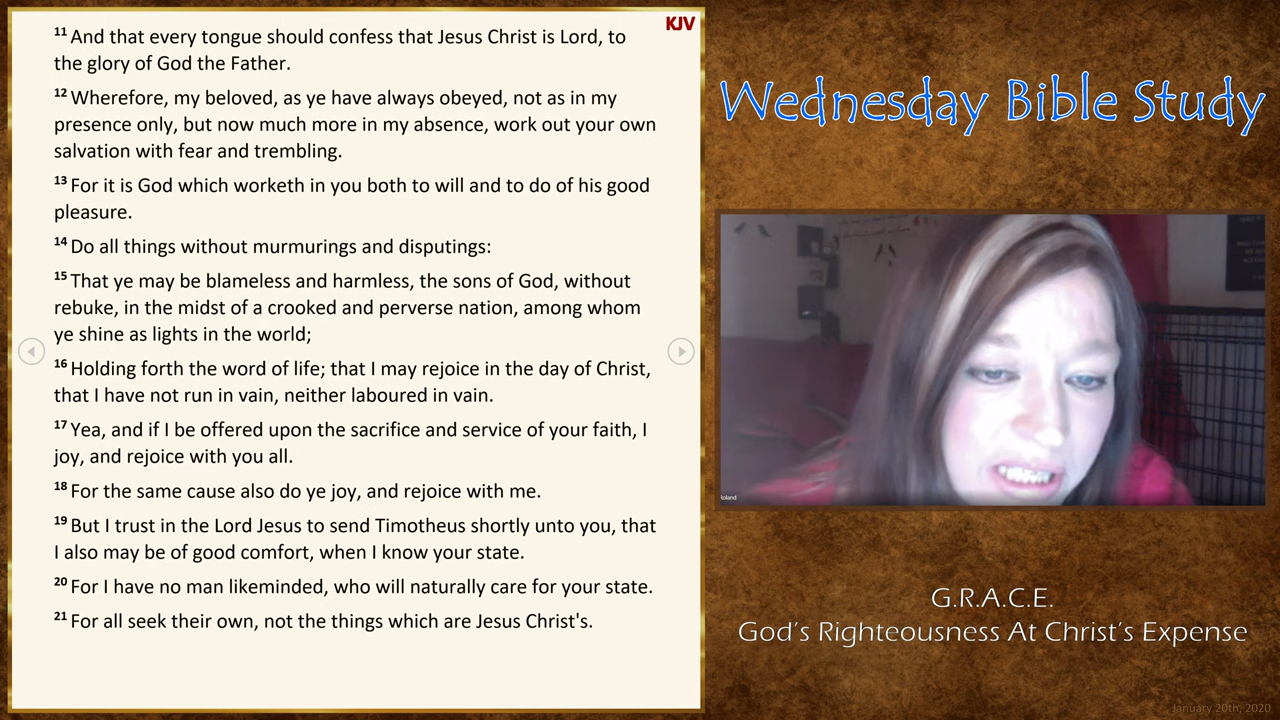 KJV
11 And that every tongue should confess that Jesus Christ is Lord, to
the glory of God the Father.
12 Wherefore, my beloved, as ye have always obeyed, not as in my
presence only, but now much more in my absence, work out your own
salvation with fear and trembling.
13 For it is God which worketh in you both to will and to do of his good
pleasure.
14 Do all things without murmurings and disputings:
15 That ye may be blameless and harmless, the sons of God, without
rebuke, in the midst of a crooked and perverse nation, among whom
ye shine as lights in the world;
16 Holding forth the word of life; that I may rejoice in the day of Christ,
that I have not run in vain, neither laboured in vain.
17 Yea, and if I be offered upon the sacrifice and service of your faith, I
joy, and rejoice with you all.
18 For the same cause also do ye joy, and rejoice with me.
19 But I trust in the Lord Jesus to send Timotheus shortly unto you, that
I also may be of good comfort, when I know your state.
20 For I have no man likeminded, who will naturally care for your state.
21 For all seek their own, not the things which are Jesus Christ's.
Wednesday Bible Study
G.R.A.C.E.
God's Righteousness At Christ's Expense
January 20th, 2020